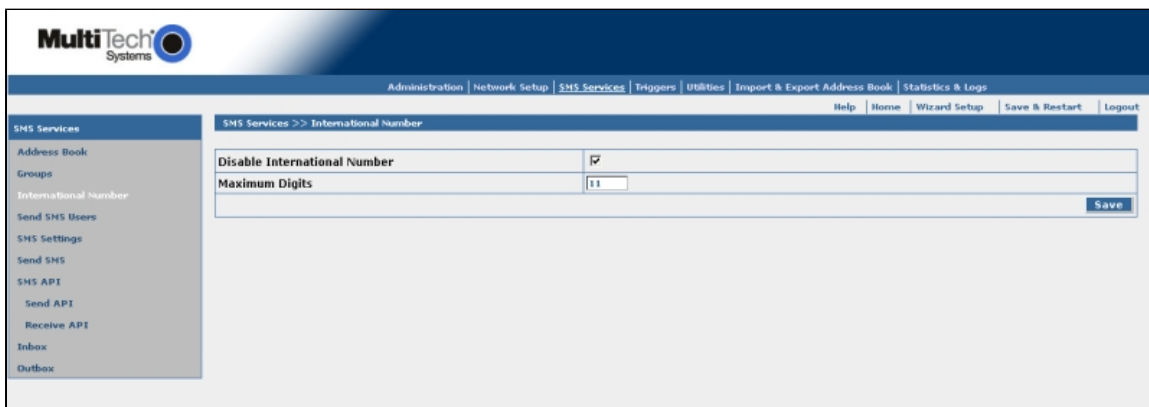 MultiTech
Systems
Administration | Network Setup | SMS Services | Triggers | Utilities | Import & Export Address Book | Statistics & Logs
Help | Home | Wizard Setup | Save & Restart | Logout
SMS Services
SMS Services >> International Number
Address Book
Groups
International Number
Send SMS Users
SMS Settings
Send SMS
SMS API
Send API
Receive API
Inbox
Outbox
Disable International Number
Maximum Digits 11
Save